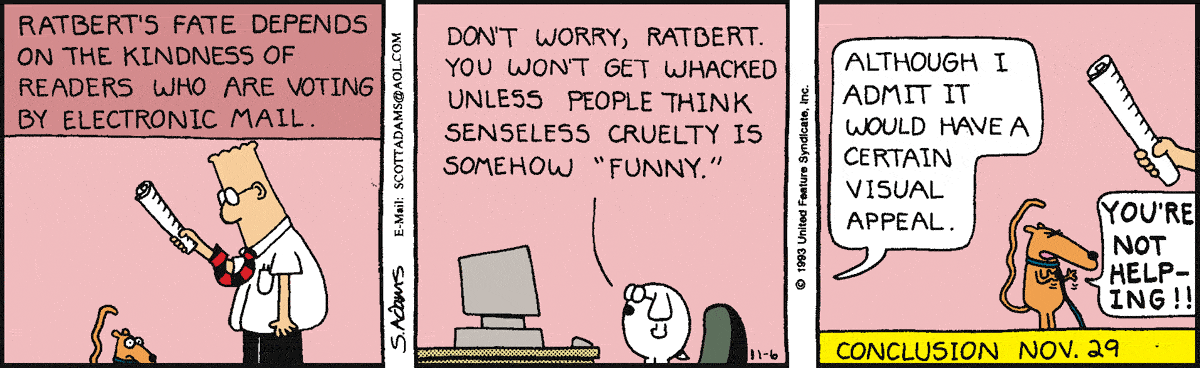 RATBERT'S FATE DEPENDS
ON THE KINDNESS OF
READERS WHO ARE VOTING
BY ELECTRONIC MAIL.
S. Adams
E-Mail: SCOTTADAMS@AOL.COM
DON'T WORRY, RATBERT.
YOU WON'T GET WHACKED
UNLESS PEOPLE THINK
SENSELESS CRUELTY IS
SOMEHOW "FUNNY."
11-6
© 1993 United Feature Syndicate, Inc.
ALTHOUGH I
ADMIT IT
WOULD HAVE A
CERTAIN
VISUAL
APPEAL.
YOU'RE
NOT
HELP-
ING!!
CONCLUSION NOV. 29